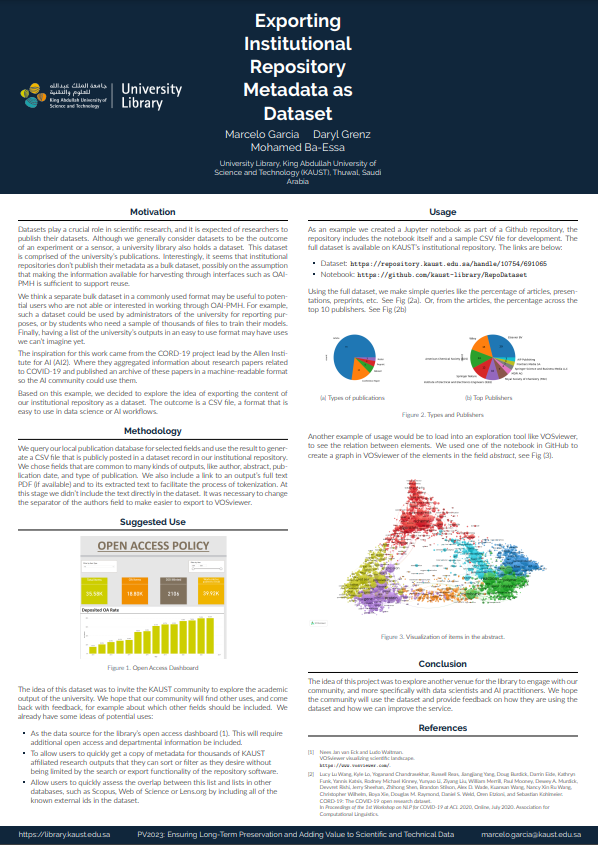 Exporting
Institutional
Repository
Metadata as
Dataset
جامعة الملك عبدالله
للعلوم والتقنية
King Abdullah University of
Science and Technology
University
Library
Marcelo Garcia Daryl Grenz
Mohamed Ba-Essa
University Library, King Abdullah University of
Science and Technology (KAUST), Thuwal, Saudi
Arabia
Motivation
Datasets play a crucial role in scientific research, and it is expected of researchers to
publish their datasets. Although we generally consider datasets to be the outcome
of an experiment or a sensor, a university library also holds a dataset. This dataset
is comprised of the university's publications. Interestingly, it seems that institutional
repositories don't publish their metadata as a bulk dataset, possibly on the assumption
that making the information available for harvesting through interfaces such as OAI-
PMH is sufficient to support reuse.
We think a separate bulk dataset in a commonly used format may be useful to poten-
tial users who are not able or interested in working through OAI-PMH. For example,
such a dataset could be used by administrators of the university for reporting purpo-
ses, or by students who need a sample of thousands of files to train their models.
Finally, having a list of the university's outputs in an easy to use format may have uses
we can't imagine yet.
The inspiration for this work came from the CORD-19 project lead by the Allen Insti-
tute for AI (AI2). Where they aggregated information about research papers related
to COVID-19 and published an archive of these papers in a machine-readable format
so the AI community could use them.
Based on this example, we decided to explore the idea of exporting the content of
our institutional repository as a dataset. The outcome is a CSV file, a format that is
easy to use in data science or AI workflows.
Methodology
We query our local publication database for selected fields and use the result to gener-
ate a CSV file that is publicly posted in a dataset record in our institutional repository.
We chose fields that are common to many kinds of outputs, like author, abstract, pub-
lication date, and type of publication. We also include a link to an output's full text
PDF (if available) and to its extracted text to facilitate the process of tokenization. At
this stage we didn't include the text directly in the dataset. It was necessary to change
the separator of the authors field to make easier to export to VOSviewer.
Suggested Use
OPEN ACCESS POLICY
35.58K
18.80K
2186
39.92K
Deposited OA Rate
Figure 1. Open Access Dashboard
The idea of this dataset was to invite the KAUST community to explore the academic
output of the university. We hope that our community will find other uses, and come
back with feedback, for example about which other fields should be included. We
already have some ideas of potential uses:
• As the data source for the library's open access dashboard (1). This will require
additional open access and departmental information be included.
• To allow users to quickly get a copy of metadata for thousands of KAUST
affiliated research outputs that they can sort or filter as they desire without
being limited by the search or export functionality of the repository software.
• Allow users to quickly assess the overlap between this list and lists in other
databases, such as Scopus, Web of Science or Lens.org by including all of the
known external ids in the dataset.
Usage
As an example we created a Jupyter notebook as part of a Github repository, the
repository includes the notebook itself and a sample CSV file for development. The
full dataset is available on KAUST's institutional repository. The links are below:
• Dataset: https://repository.kaust.edu.sa/handle/10754/691065
• Notebook: https://github.com/kaust-library/RepoDataset
Using the full dataset, we make simple queries like the percentage of articles, presen-
tations, preprints, etc. See Fig (2a). Or, from the articles, the percentage across the
top 10 publishers. See Fig (2b)
(a) Types of publications
(b) Top Publishers
Figure 2. Types and Publishers
Another example of usage would be to load into an exploration tool like VOSviewer,
to see the relation between elements. We used one of the notebook in GitHub to
create a graph in VOSviewer of the elements in the field abstract, see Fig (3).
Figure 3. Visualization of items in the abstract.
Conclusion
The idea of this project was to explore another venue for the library to engage with our
community, and more specifically with data scientists and AI practitioners. We hope
the community will use the dataset and provide feedback on how they are using the
dataset and how we can improve the service.
References
[1] Nees Jan van Eck and Ludo Waltman.
VOSviewer visualizing scientific landscape.
https://www.vosviewer.com/
[2] Lucy Lu Wang, Kyle Lo, Yoganand Chandrasekhar, Russell Reas, Jiangjiang Yang, Doug Burdick, Darrin Eide, Kathryn
Funk, Yannis Katsis, Rodney Michael Kinney, Yunyao Li, Ziyang Liu, William Merrill, Paul Mooney, Dewey A. Murdick,
Devvret Rishi, Jerry Sheehan, Zhihong Shen, Brandon Stilson, Alex D. Wade, Kuansan Wang, Nancy Xin Ru Wang,
Christopher Wilhelm, Boya Xie, Douglas M. Raymond, Daniel S. Weld, Oren Etzioni, and Sebastian Kohlmeier.
CORD-19: The COVID-19 open research dataset.
In Proceedings of the 1st Workshop on NLP for COVID-19 at ACL 2020, Online, July 2020. Association for
Computational Linguistics.
https://library.kaust.edu.sa
PV2023: Ensuring Long-Term Preservation and Adding Value to Scientific and Technical Data
marcelo.garcia@kaust.edu.sa